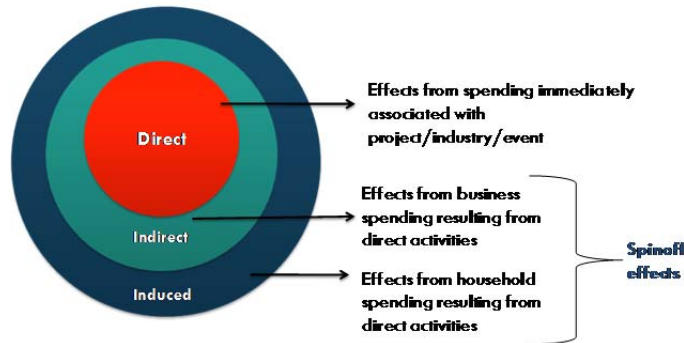 Direct
Indirect
Induced
Effects from spending immediately
associated with
project/industry/event
Effects from business
spending resulting from
direct activities
Effects from household
spending resulting from
direct activities
Spinoff
effects